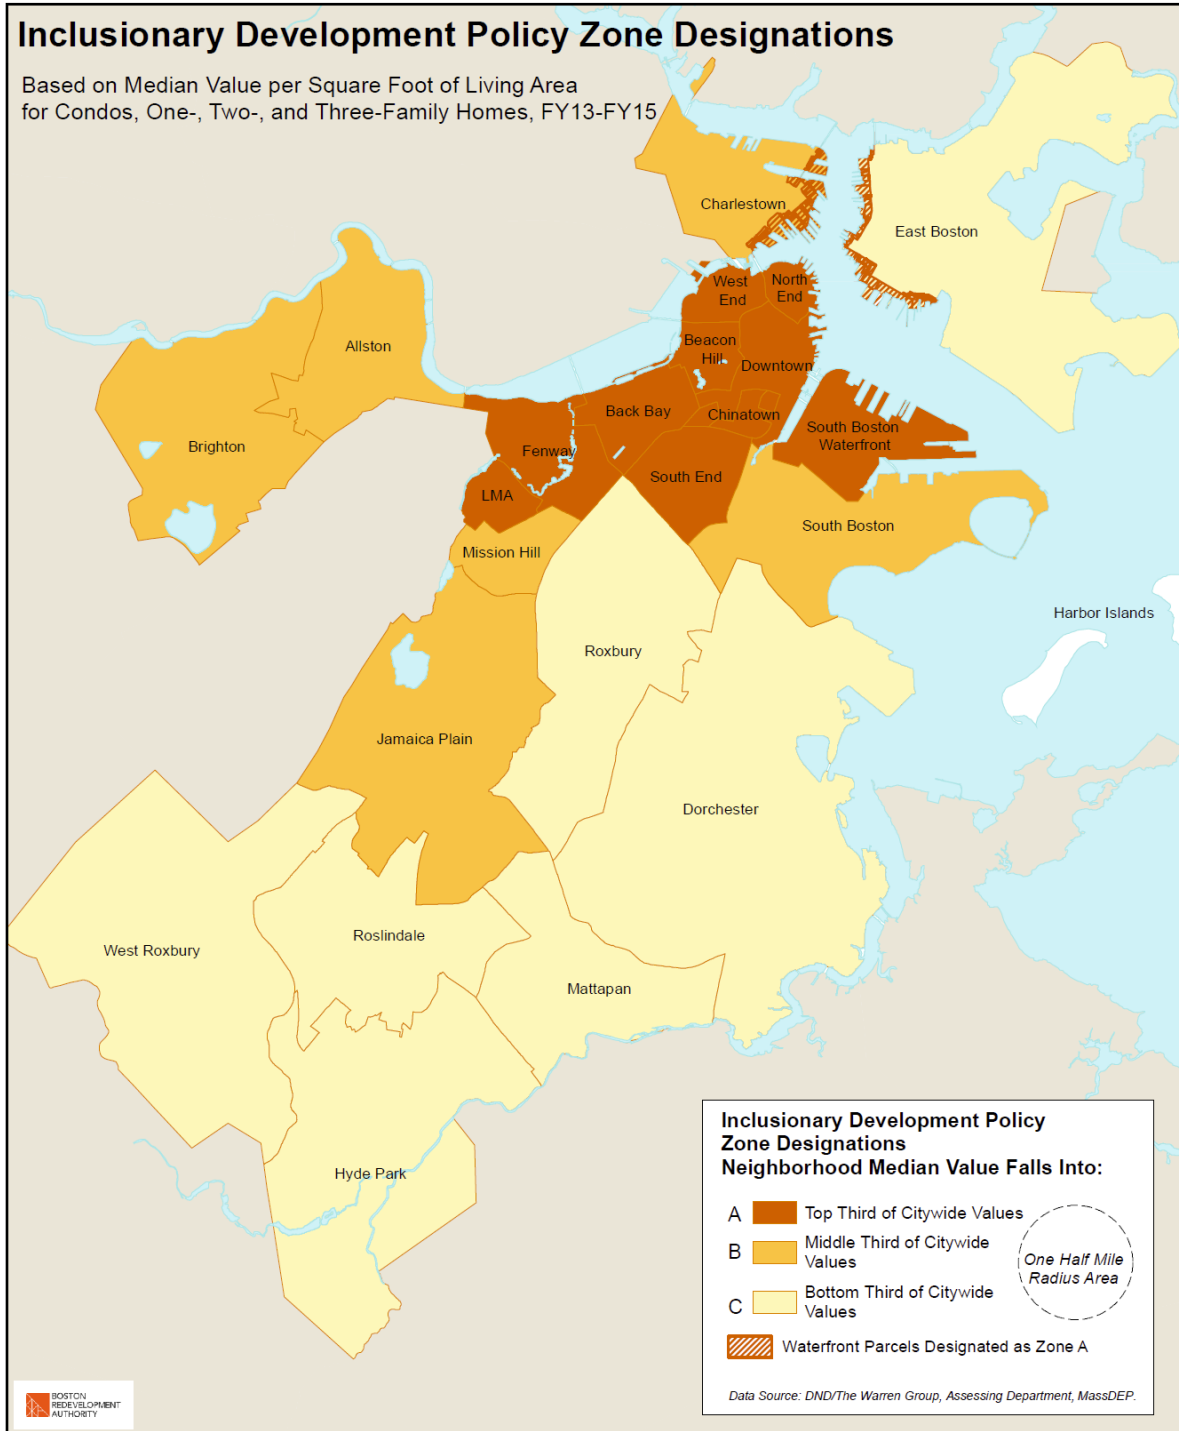 Inclusionary Development Policy Zone Designations
Based on Median Value per Square Foot of Living Area
for Condos, One-, Two-, and Three-Family Homes, FY13-FY15
Charlestown
East Boston
West
End
North
End
Beacon
Hill
Downtown
Allston
Back Bay
Chinatown
South Boston
Waterfront
Brighton
Fenway
South End
LMA
South Boston
Mission Hill
Harbor Islands
Roxbury
Jamaica Plain
Dorchester
West Roxbury
Roslindale
Mattapan
Hyde Park
Inclusionary Development Policy
Zone Designations
Neighborhood Median Value Falls Into:
A Top Third of Citywide Values
B Middle Third of Citywide
Values
C Bottom Third of Citywide
Values
One Half Mile
Radius Area
Waterfront Parcels Designated as Zone A
Data Source: DND/The Warren Group, Assessing Department, MassDEP.
BOSTON
REDEVELOPMENT
AUTHORITY